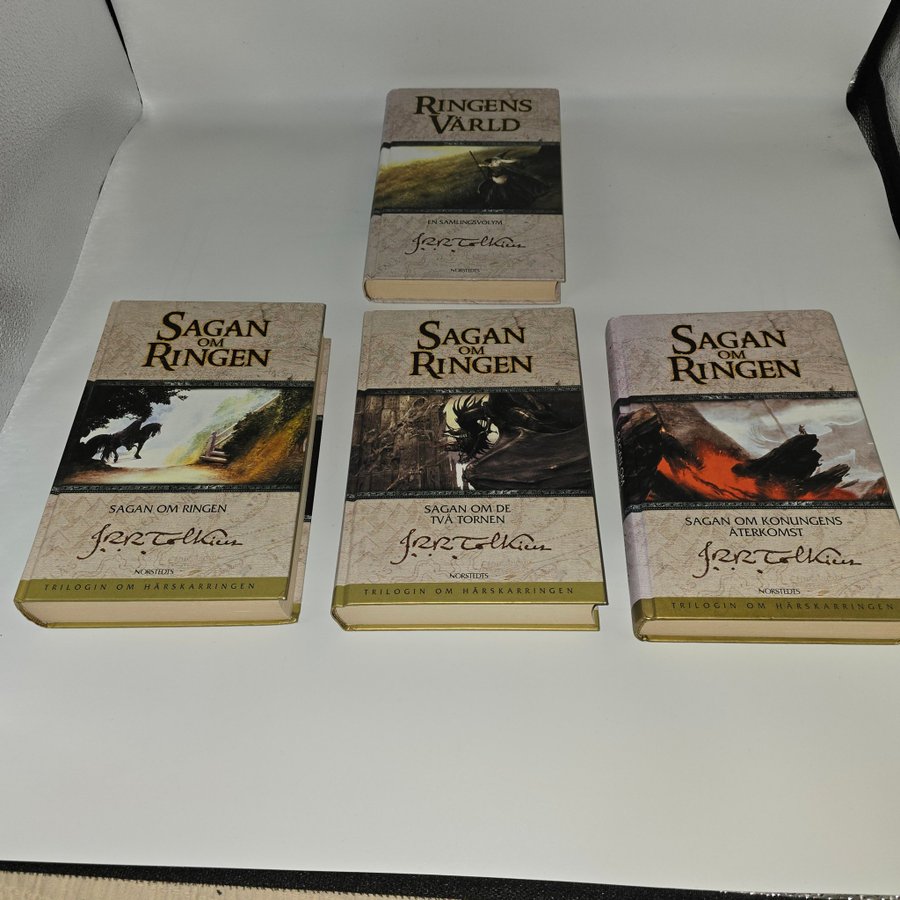 RINGENS
VÄRLD
EN SAMLINGSVOLYM
J.R.R. Tolkien
NORSTEDTS
SAGAN
OM
RINGEN
SAGAN OM RINGEN
J.R.R. Tolkien
NORSTEDTS
TRILOGIN OM HÄRSKARRINGEN
SAGAN
OM
RINGEN
SAGAN OM DE
TVÅ TORNEN
J.R.R. Tolkien
NORSTEDTS
TRILOGIN OM HÄRSKARRINGEN
SAGAN
OM
RINGEN
SAGAN OM KONUNGENS
ÅTERKOMST
J.R.R. Tolkien
NORSTEDTS
TRILOGIN OM HÄRSKARRINGEN